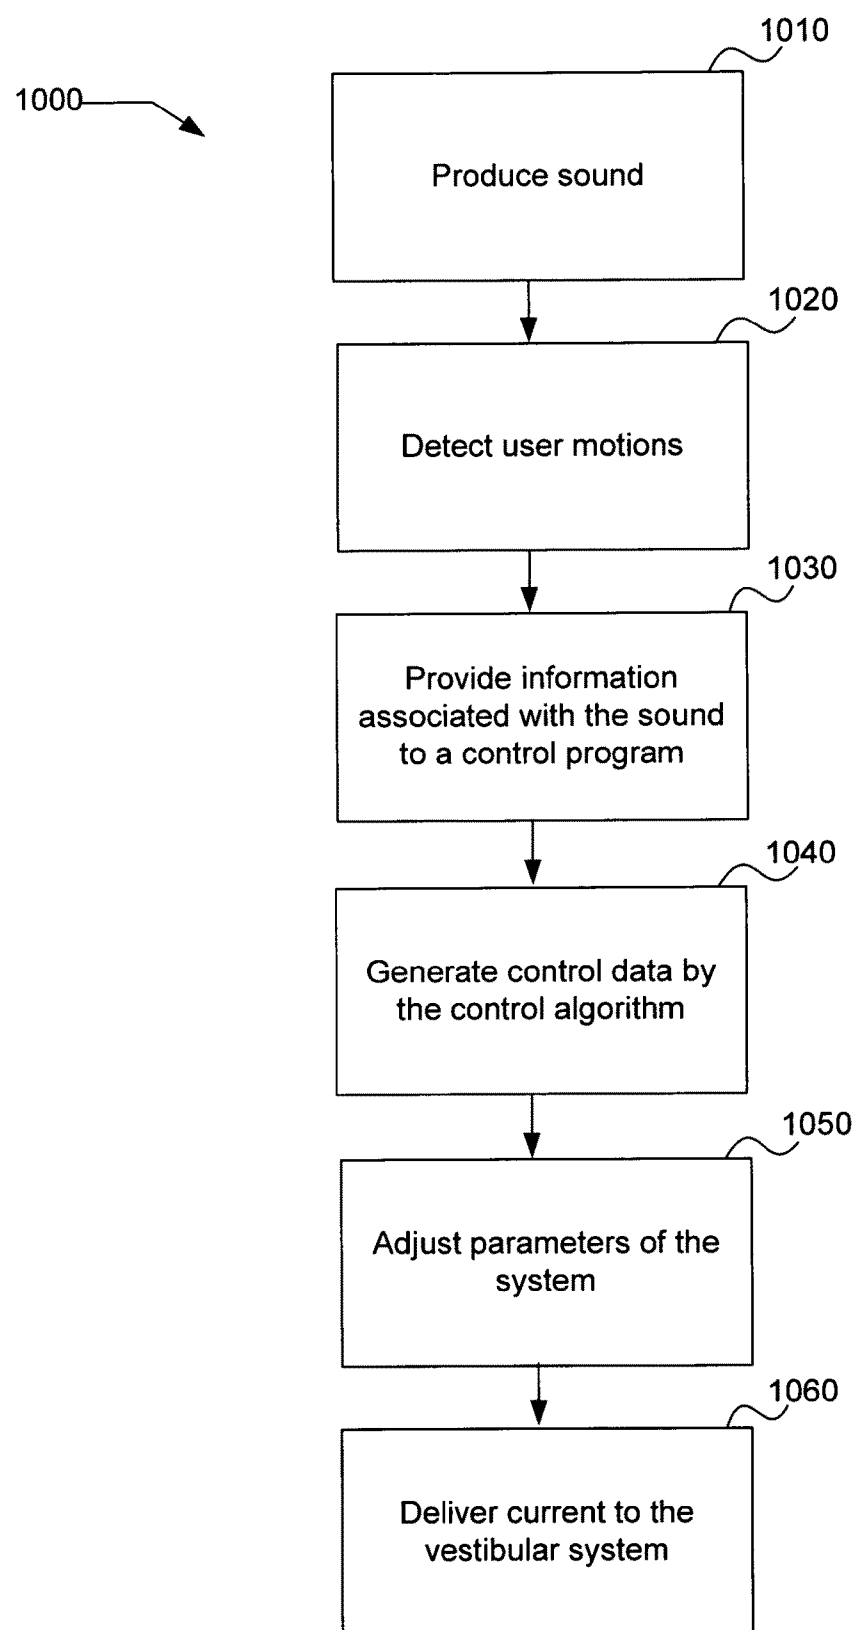 1010
1000
Produce sound
1020
Detect user motions
1030
Provide information
associated with the sound
to a control program
1040
Generate control data by
the control algorithm
1050
Adjust parameters of the
system
1060
Deliver current to the
vestibular system